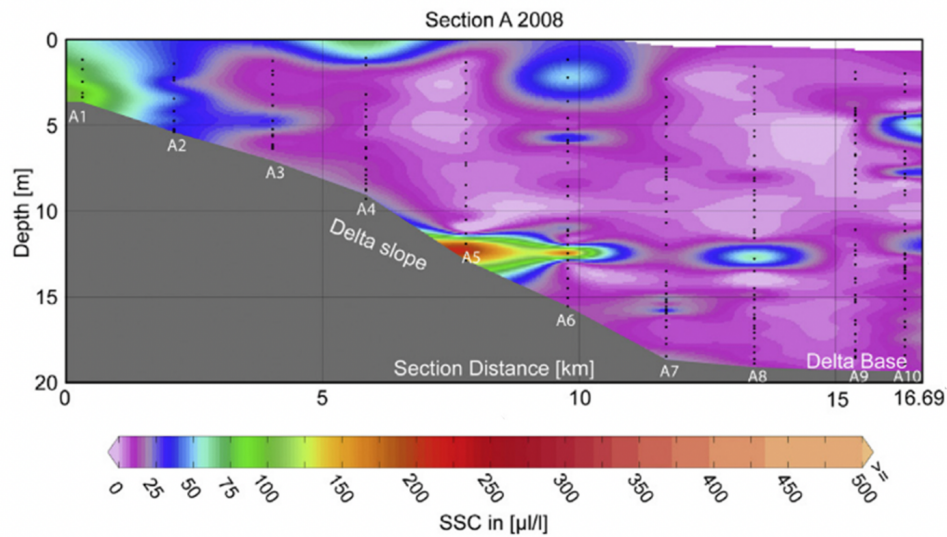 Section A 2008
0
5
10
15
20
Depth [m]
A1
A2
A3
A4
Delta slope
A5
A6
A7
A8
A9
A10
Delta Base
Section Distance [km]
0
5
10
15
16.69
0
25
50
75
100
150
200
250
300
350
400
450
500
>=
SSC in [µl/l]